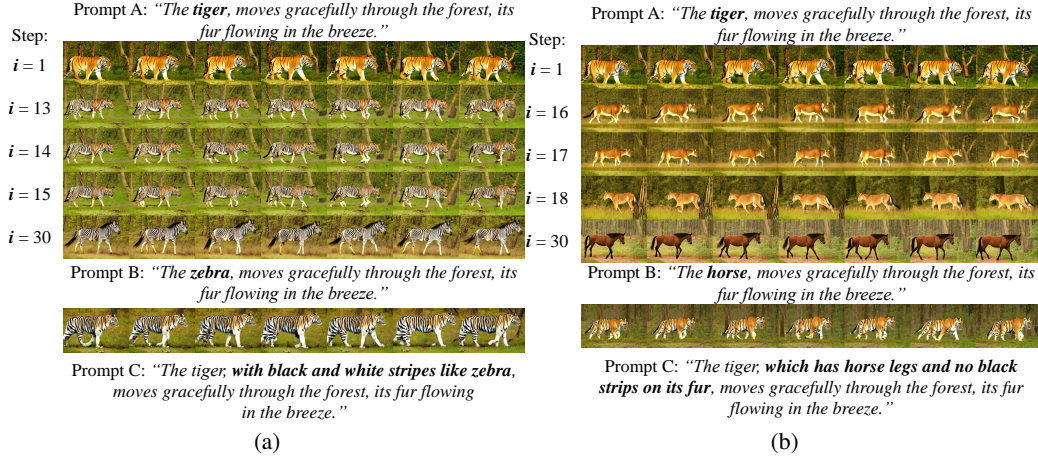 Prompt A: “The tiger, moves gracefully through the forest, its
fur flowing in the breeze.”
Step:
i = 1
i = 13
i = 14
i = 15
i = 30
Prompt B: “The zebra, moves gracefully through the forest, its
fur flowing in the breeze.”
Prompt C: “The tiger, with black and white stripes like zebra,
moves gracefully through the forest, its fur flowing
in the breeze.”
(a)
Prompt A: “The tiger, moves gracefully through the forest, its
fur flowing in the breeze.”
Step:
i = 1
i = 16
i = 17
i = 18
i = 30
Prompt B: “The horse, moves gracefully through the forest, its
fur flowing in the breeze.”
Prompt C: “The tiger, which has horse legs and no black
strips on its fur, moves gracefully through the forest, its fur
flowing in the breeze.”
(b)